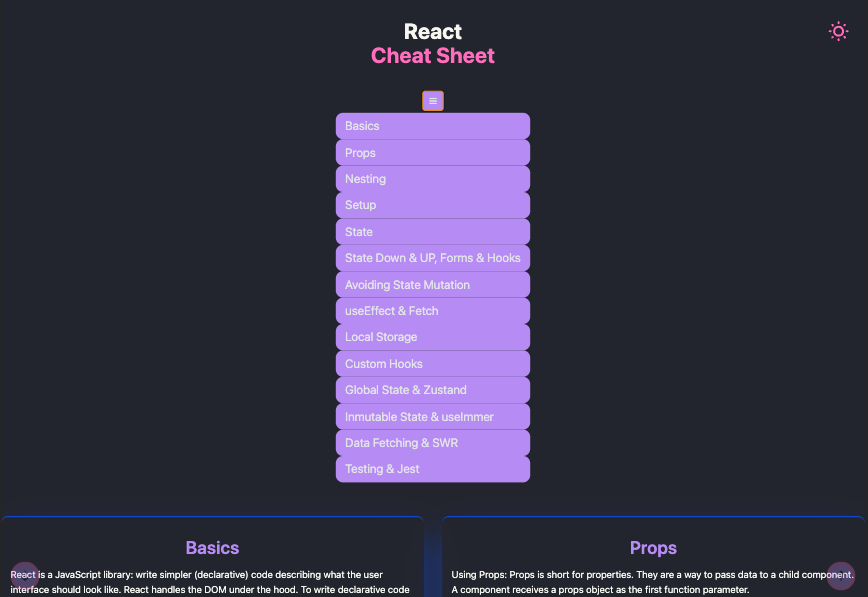 React
Cheat Sheet
Basics
Props
Nesting
Setup
State
State Down & UP, Forms & Hooks
Avoiding State Mutation
useEffect & Fetch
Local Storage
Custom Hooks
Global State & Zustand
Inmutable State & useImmer
Data Fetching & SWR
Testing & Jest
Basics
React is a JavaScript library: write simpler (declarative) code describing what the user
interface should look like. React handles the DOM under the hood. To write declarative code
Props
Using Props: Props is short for properties. They are a way to pass data to a child component.
A component receives a props object as the first function parameter.